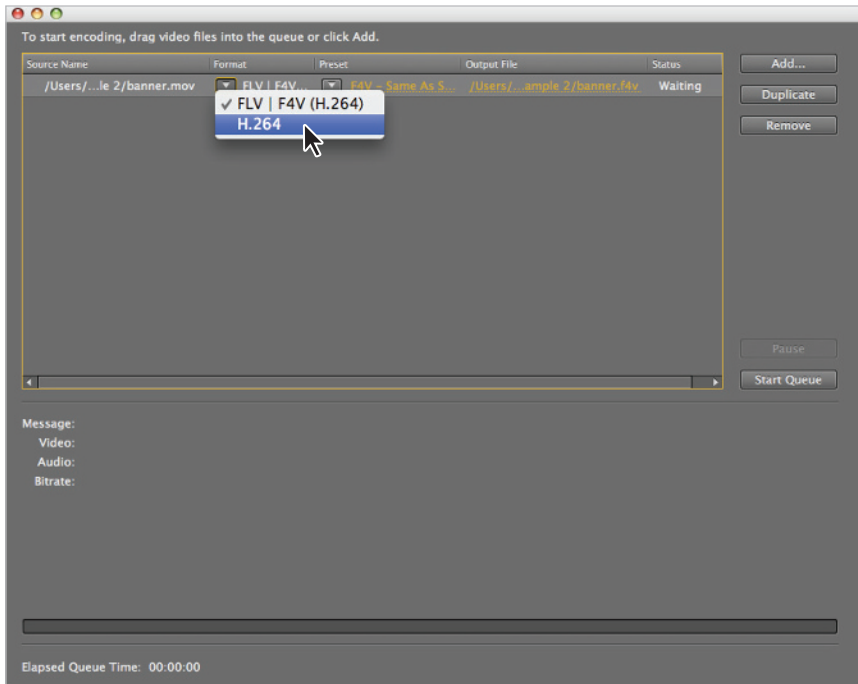 To start encoding, drag video files into the queue or click Add.
Source Name Format Preset Output File Status
/Users/...le 2/banner.mov FLV | F4V... F4V – Same As S... /Users/...ample 2/banner.f4v Waiting
✓ FLV | F4V (H.264)
H.264
Add...
Duplicate
Remove
Pause
Start Queue
Message:
Video:
Audio:
Bitrate:
Elapsed Queue Time: 00:00:00